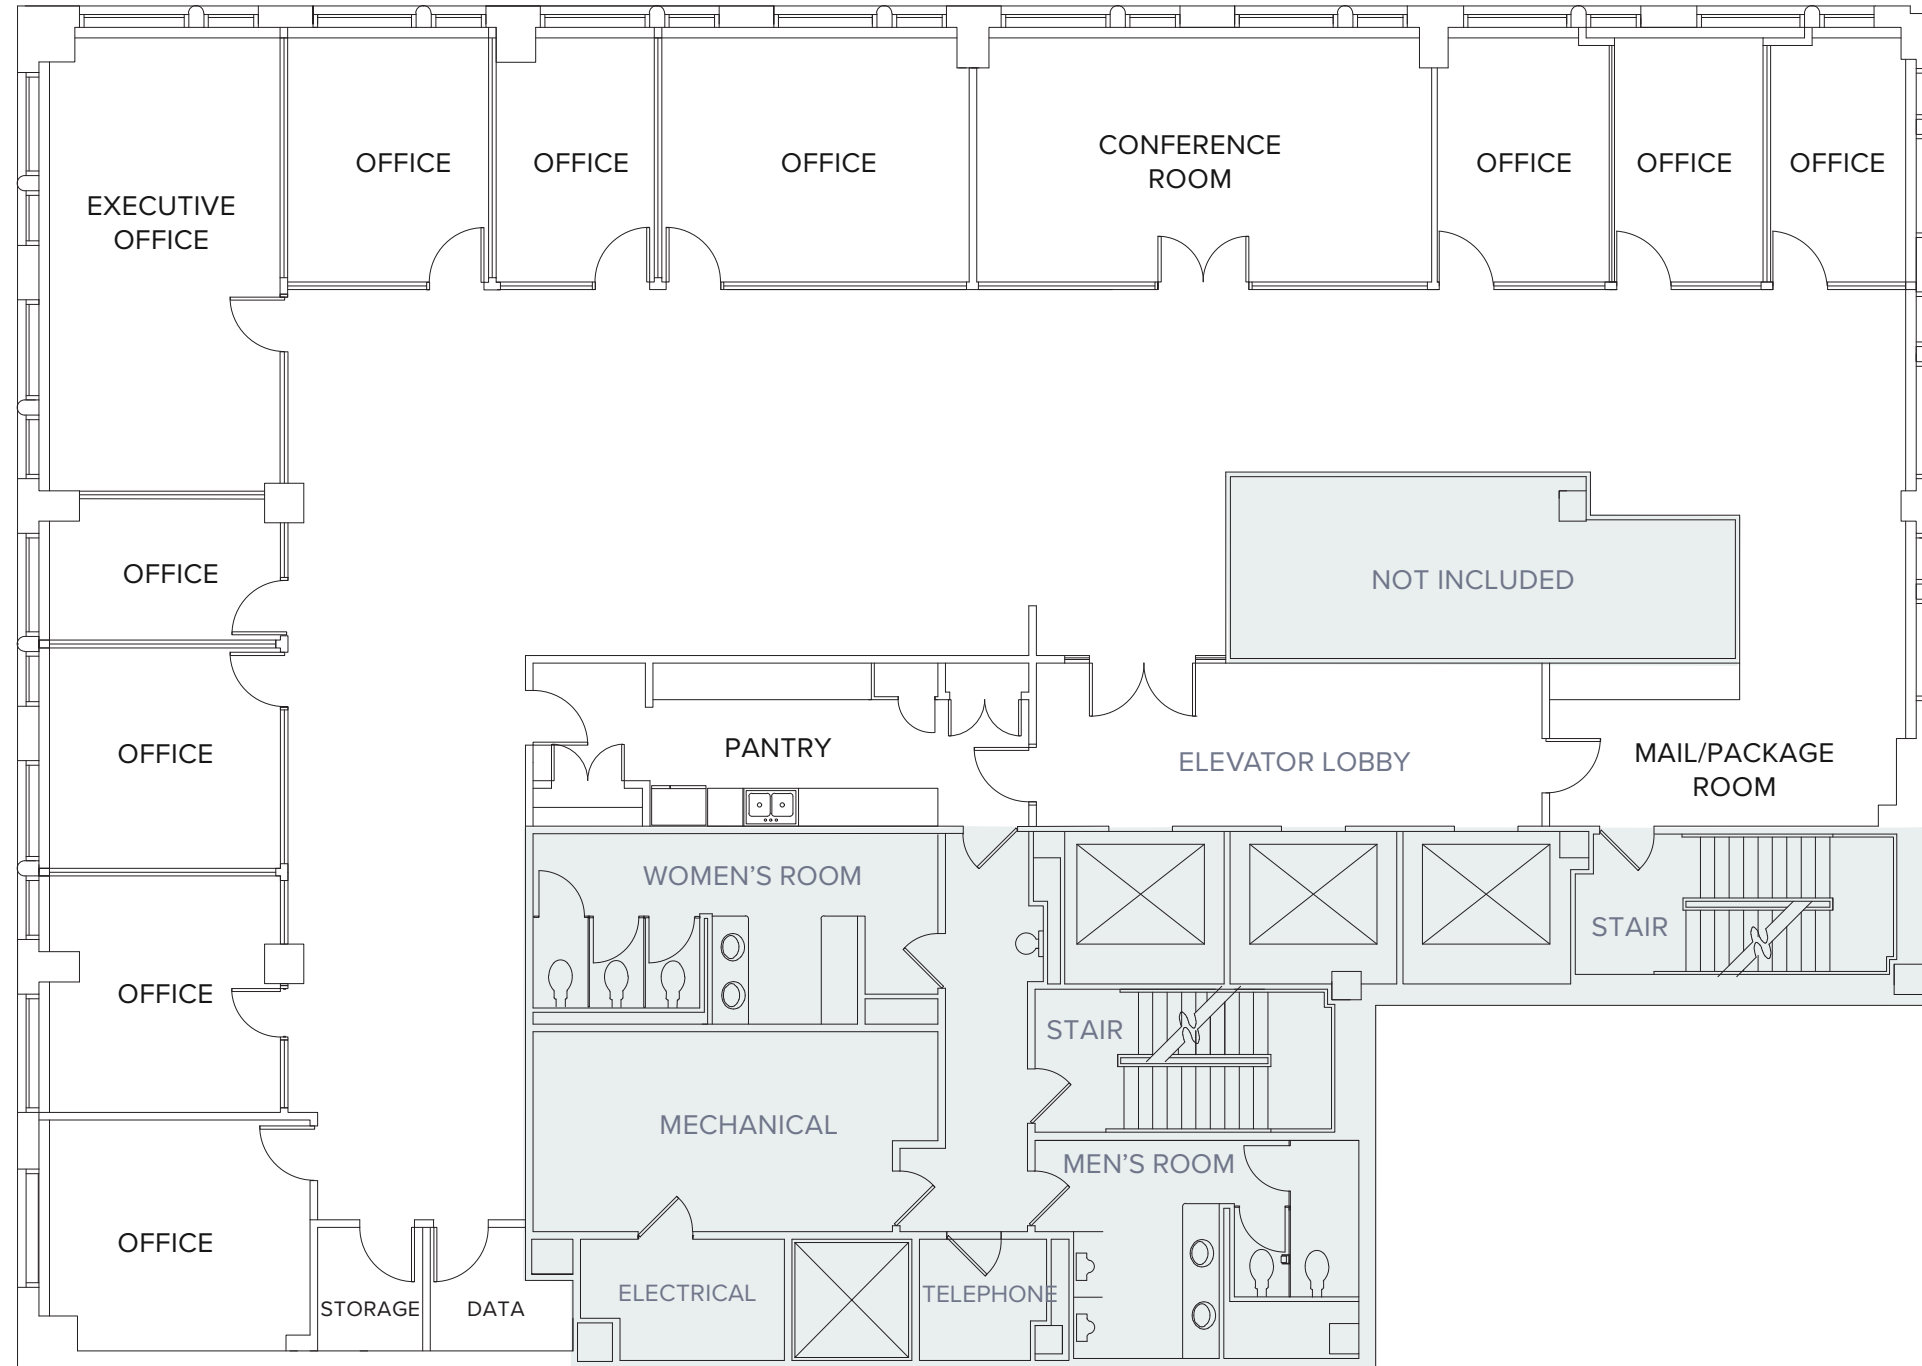 CONFERENCE
ROOM
OFFICE
OFFICE
OFFICE
OFFICE
OFFICE
OFFICE
EXECUTIVE
OFFICE
OFFICE
NOT INCLUDED
OFFICE
PANTRY
ELEVATOR LOBBY
MAIL/PACKAGE
ROOM
WOMEN’S ROOM
STAIR
OFFICE
STAIR
MECHANICAL
MEN’S ROOM
OFFICE
STORAGE
DATA
ELECTRICAL
TELEPHONE